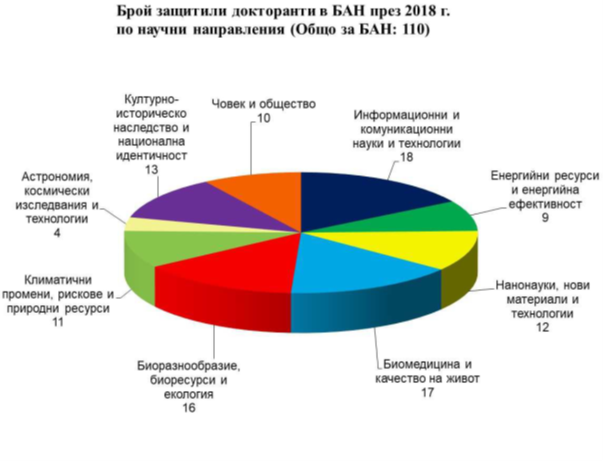 Брой защитили докторанти в БАН през 2018 г.
по научни направления (Общо за БАН: 110)
Културно-
историческо
наследство и
национална
идентичност
13
Човек и общество
10
Информационни и
комуникационни
науки и технологии
18
Енергийни ресурси
и енергийна
ефективност
9
Астрономия,
космически
изследвания и
технологии
4
Климатични
промени, рискове и
природни ресурси
11
Нанонауки, нови
материали и
технологии
12
Биоразнообразие,
биоресурси и
екология
16
Биомедицина и
качество на живот
17